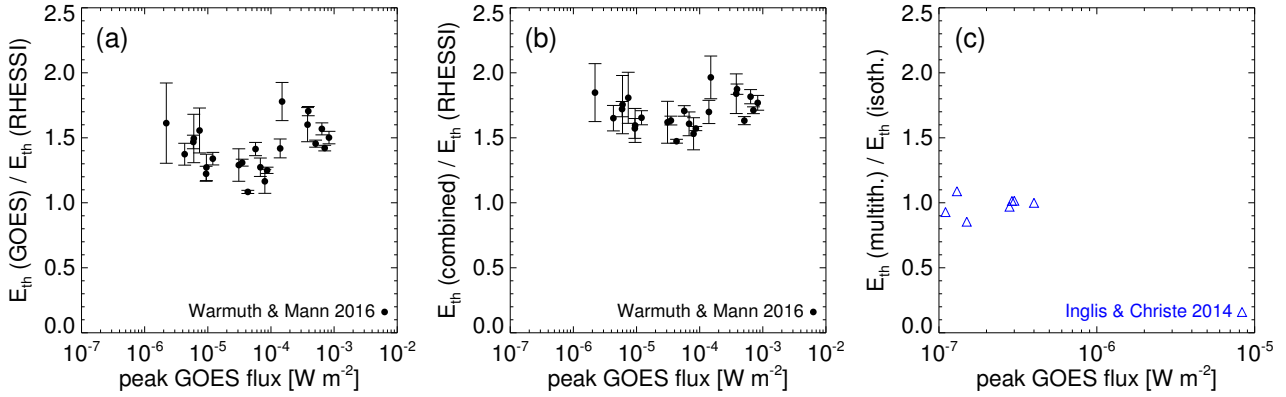 (a)
E_th (GOES) / E_th (RHESSI)
2.5
2.0
1.5
1.0
0.5
0.0
Warmuth & Mann 2016
10^-7 10^-6 10^-5 10^-4 10^-3 10^-2
peak GOES flux [W m^-2]
(b)
E_th (combined) / E_th (RHESSI)
2.5
2.0
1.5
1.0
0.5
0.0
Warmuth & Mann 2016
10^-7 10^-6 10^-5 10^-4 10^-3 10^-2
peak GOES flux [W m^-2]
(c)
E_th (multith.) / E_th (isoth.)
2.5
2.0
1.5
1.0
0.5
0.0
Inglis & Christe 2014
10^-7 10^-6 10^-5
peak GOES flux [W m^-2]